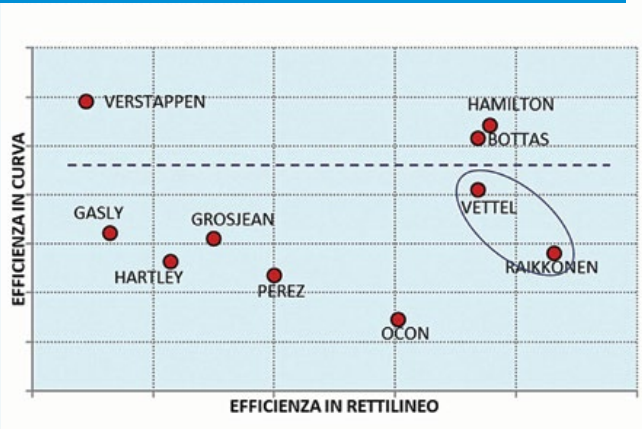 VERSTAPPEN
HAMILTON
BOTTAS
VETTEL
GASLY
GROSJEAN
HARTLEY
PEREZ
RAIKKONEN
OCON
EFFICIENZA IN CURVA
EFFICIENZA IN RETTILINEO